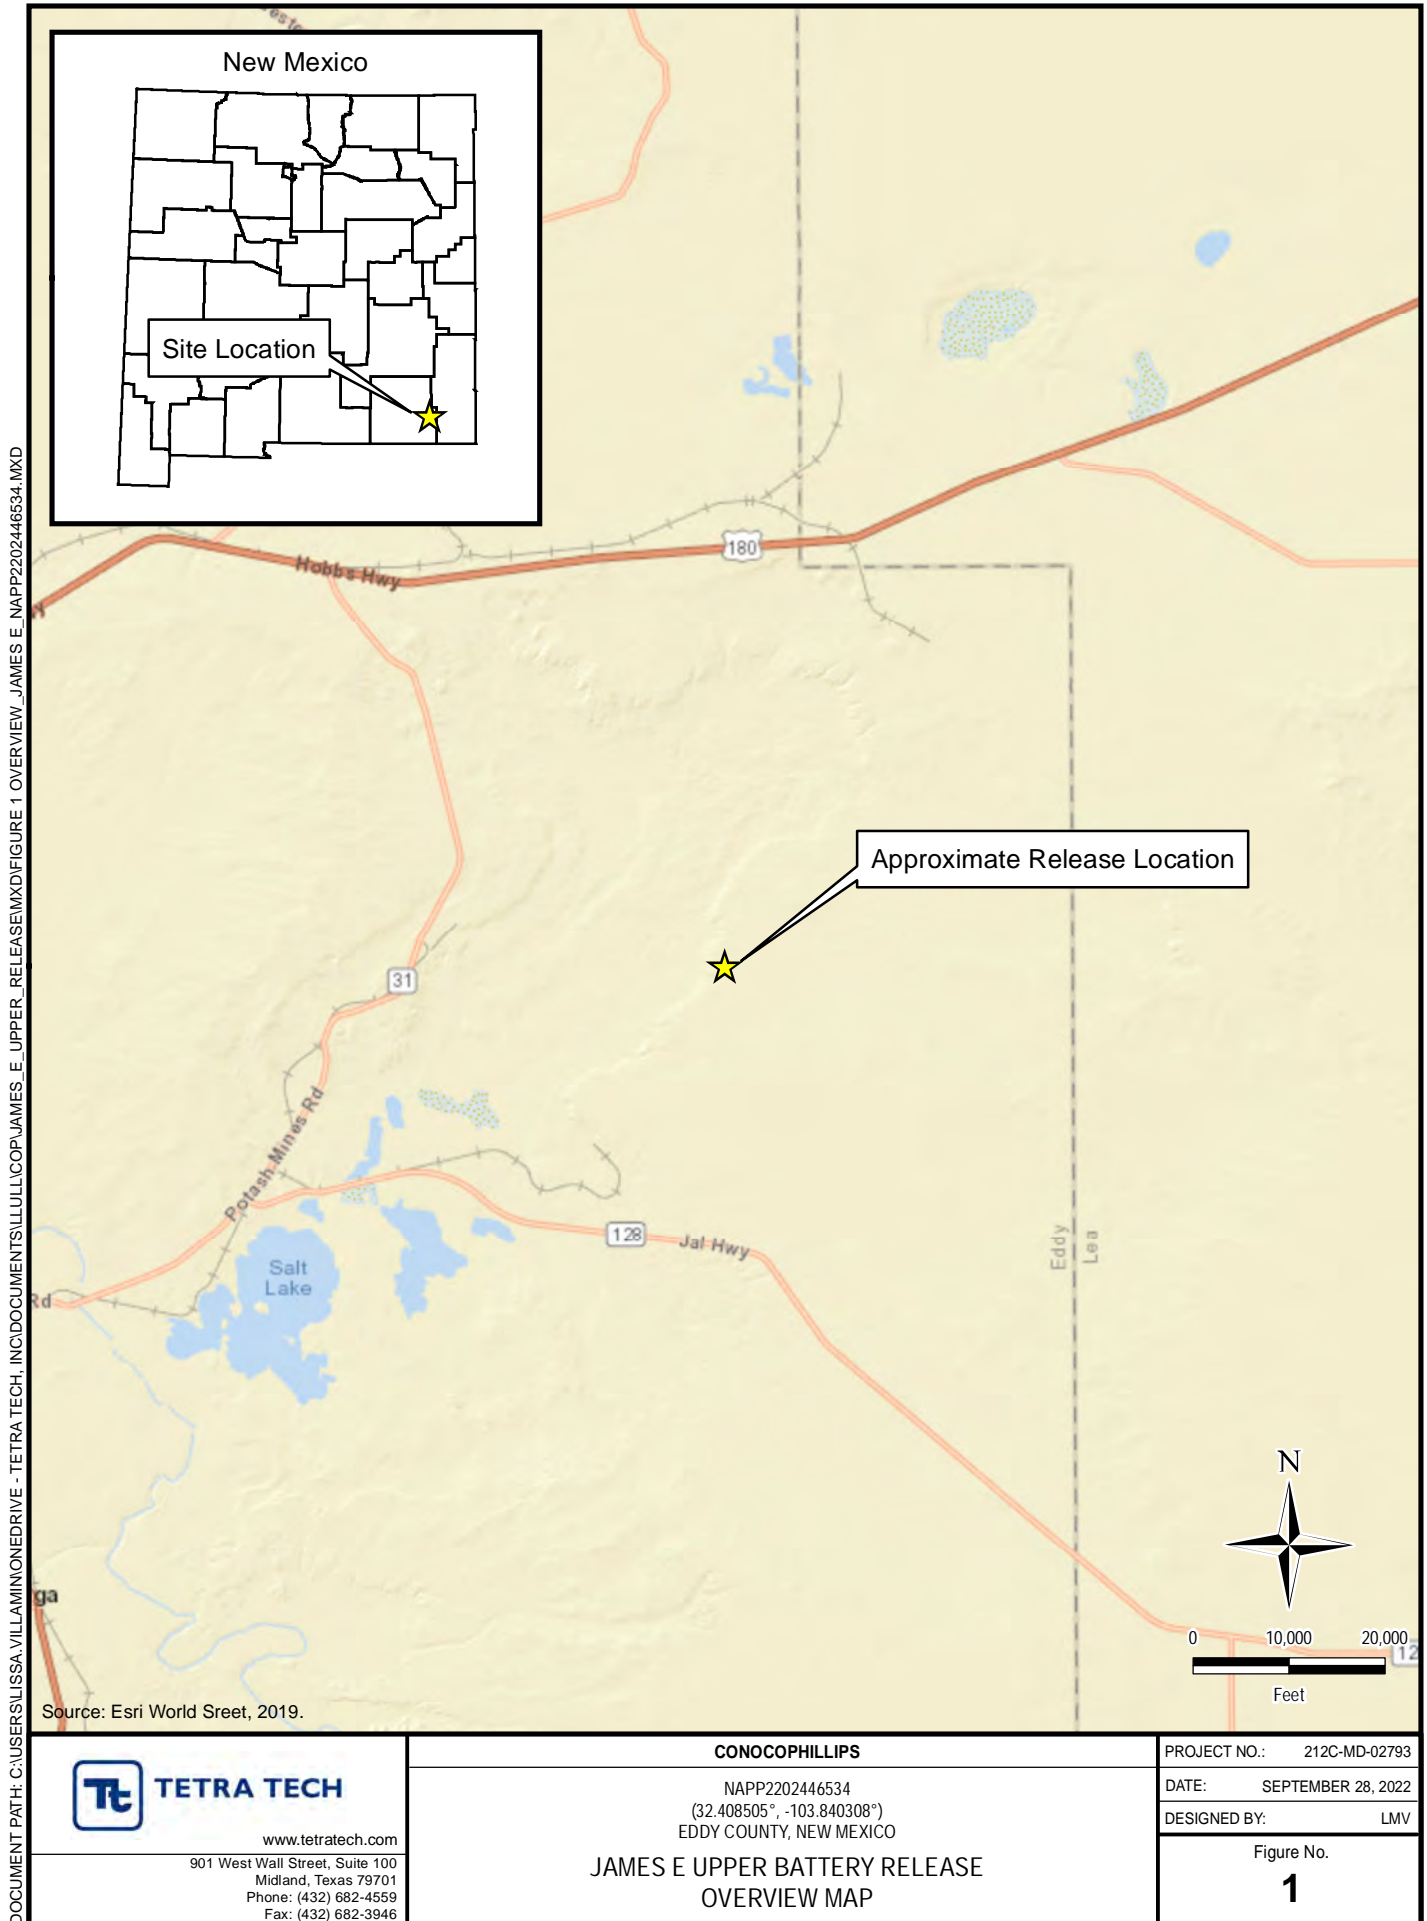 New Mexico
Site Location
180
Hobbs Hwy
Approximate Release Location
31
Potash Mines Rd
128
Jal Hwy
Salt
Lake
Rd
Eddy
Lea
N
ga
0 10,000 20,000
Feet
12
Source: Esri World Sreet, 2019.
DOCUMENT PATH: C:\USERS\LISSA.VILLAMIN\ONEDRIVE - TETRA TECH, INC\DOCUMENTS\LLULL\COP\JAMES_E_UPPER_RELEASE\MXD\FIGURE 1 OVERVIEW_JAMES E_NAPP2202446534.MXD
Tt TETRA TECH
www.tetratech.com
901 West Wall Street, Suite 100
Midland, Texas 79701
Phone: (432) 682-4559
Fax: (432) 682-3946
CONOCOPHILLIPS
NAPP2202446534
(32.408505°, -103.840308°)
EDDY COUNTY, NEW MEXICO
JAMES E UPPER BATTERY RELEASE
OVERVIEW MAP
PROJECT NO.: 212C-MD-02793
DATE: SEPTEMBER 28, 2022
DESIGNED BY: LMV
Figure No.
1